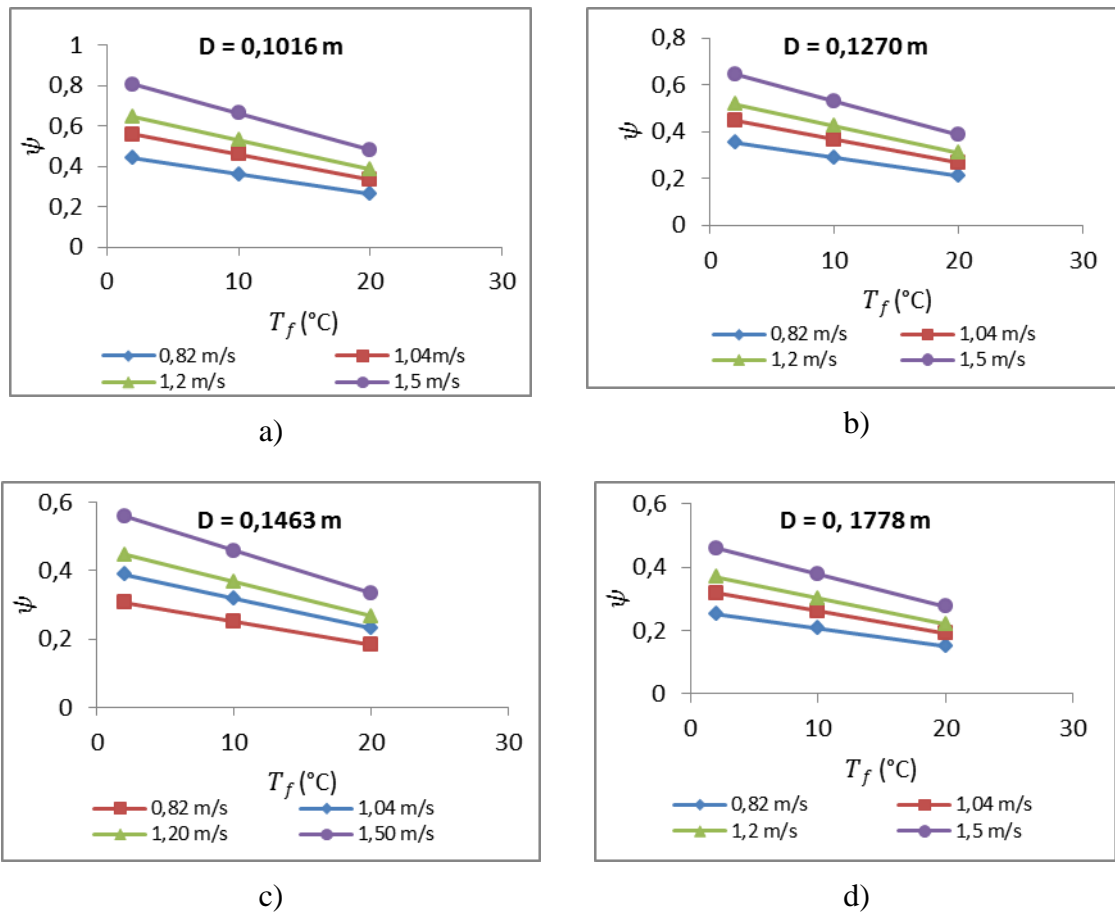 D = 0,1016 m
1
0,8
0,6
0,4
0,2
0
ψ
0 10 20 30
T_f (°C)
0,82 m/s 1,04m/s
1,2 m/s 1,5 m/s
a)
D = 0,1270 m
0,8
0,6
0,4
0,2
0
ψ
0 10 20 30
T_f (°C)
0,82 m/s 1,04 m/s
1,2 m/s 1,5 m/s
b)
D = 0,1463 m
0,6
0,4
0,2
0
ψ
0 10 20 30
T_f (°C)
0,82 m/s 1,04 m/s
1,20 m/s 1,50 m/s
c)
D = 0, 1778 m
0,6
0,4
0,2
0
ψ
0 10 20 30
T_f (°C)
0,82 m/s 1,04 m/s
1,2 m/s 1,5 m/s
d)